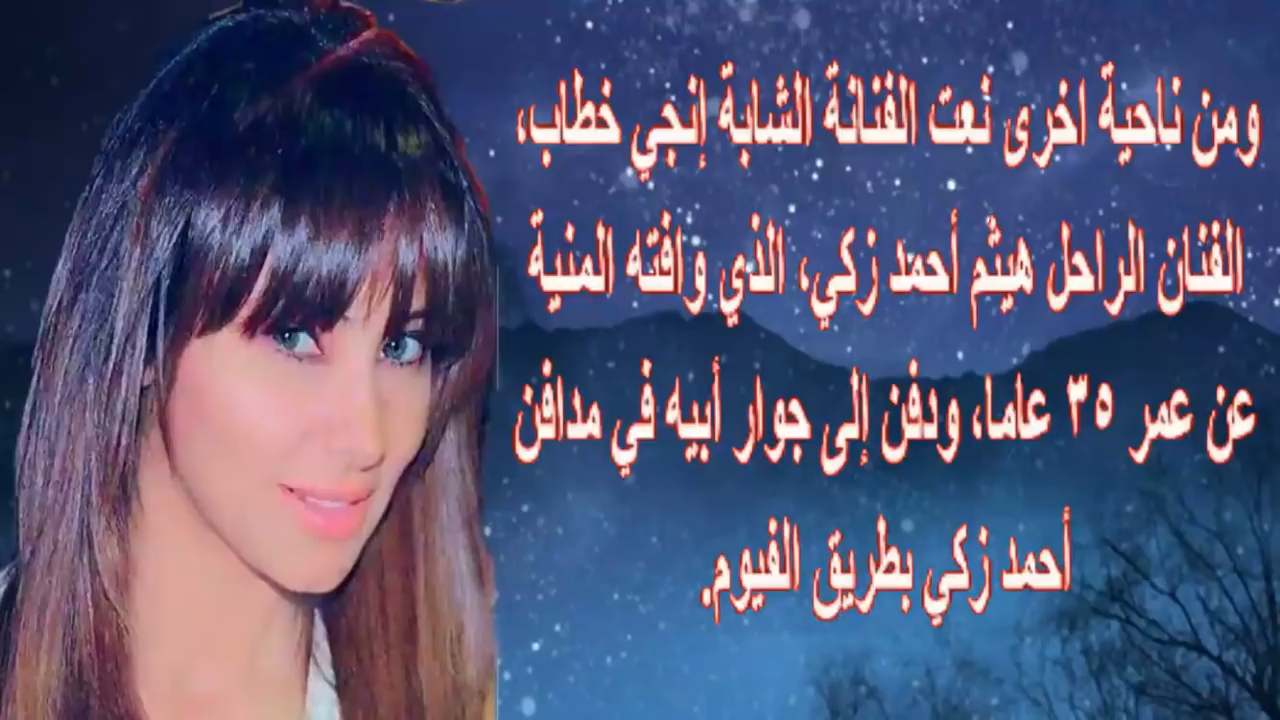 ومن ناحية اخرى نعت الفنانة الشابة إنجي خطاب،
الفنان الراحل هيثم أحمد زكي، الذي وافته المنية
عن عمر ٣٥ عاما، ودفن إلى جوار أبيه في مدافن
أحمد زكي بطريق الفيوم.